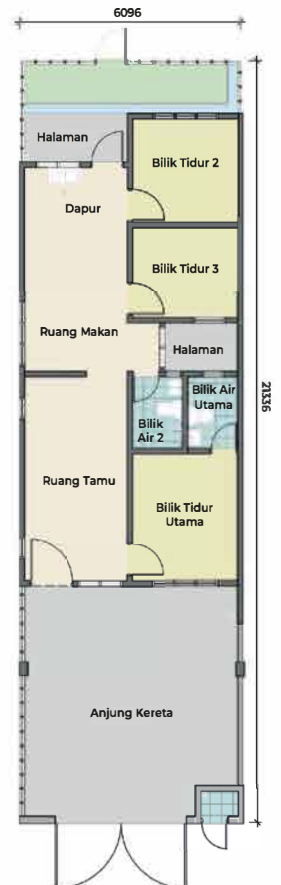 6096
Halaman
Bilik Tidur 2
Dapur
Bilik Tidur 3
Ruang Makan
Halaman
Bilik Air
Utama
Bilik
Air 2
21336
Ruang Tamu
Bilik Tidur
Utama
Anjung Kereta